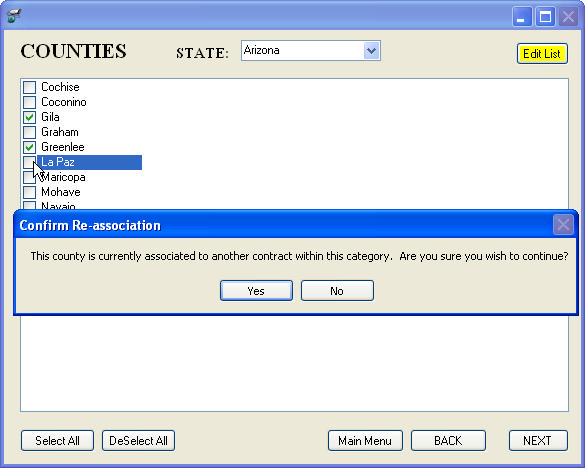 COUNTIES
STATE:
Arizona
Edit List
Cochise
Coconino
Gila
Graham
Greenlee
La Paz
Maricopa
Mohave
Navajo
Confirm Re-association
This county is currently associated to another contract within this category.  Are you sure you wish to continue?
Yes
No
Select All
DeSelect All
Main Menu
BACK
NEXT